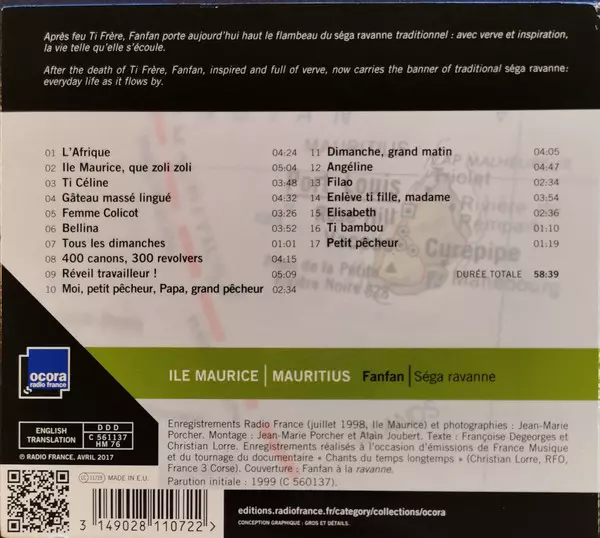 Après feu Ti Frère, Fanfan porte aujourd'hui haut le flambeau du séga ravanne traditionnel : avec verve et inspiration,
la vie telle qu'elle s'écoule.
After the death of Ti Frère, Fanfan, inspired and full of verve, now carries the banner of traditional séga ravanne:
everyday life as it flows by.
01 L'Afrique 04:24
02 Ile Maurice, que zoli zoli 05:04
03 Ti Céline 03:48
04 Gâteau massé lingué 04:32
05 Femme Colicot 03:26
06 Bellina 03:52
07 Tous les dimanches 01:01
08 400 canons, 300 revolvers 04:15
09 Réveil travailleur ! 05:09
10 Moi, petit pêcheur, Papa, grand pêcheur 02:34
11 Dimanche, grand matin 04:05
12 Angéline 04:47
13 Filao 02:34
14 Enlève ti fille, madame 03:54
15 Elisabeth 02:36
16 Ti bambou 01:10
17 Petit pêcheur 01:19
DURÉE TOTALE 58:39
MAURITIUS
CAP MALHEUREUX
Triolet
Port Louis
Rivière
Curepipe
Mahébourg
de la Petite
ocora
radio france
ILE MAURICE | MAURITIUS Fanfan | Séga ravanne
ENGLISH
TRANSLATION
D D D
C 561137
HM 76
© RADIO FRANCE, AVRIL 2017
Enregistrements Radio France (juillet 1998, Ile Maurice) et photographies : Jean-Marie
Porcher. Montage : Jean-Marie Porcher et Alain Joubert. Texte : Françoise Degeorges et
Christian Lorre. Enregistrements réalisés à l'occasion d'émissions de France Musique
et du tournage du documentaire « Chants du temps longtemps » (Christian Lorre, RFO,
France 3 Corse). Couverture : Fanfan à la ravanne.
Parution initiale : 1999 (C 561137).
MADE IN E.U.
3 149028 110722 >
editions.radiofrance.fr/category/collections/ocora
CONCEPTION GRAPHIQUE : GROS ET DÉTAILS.